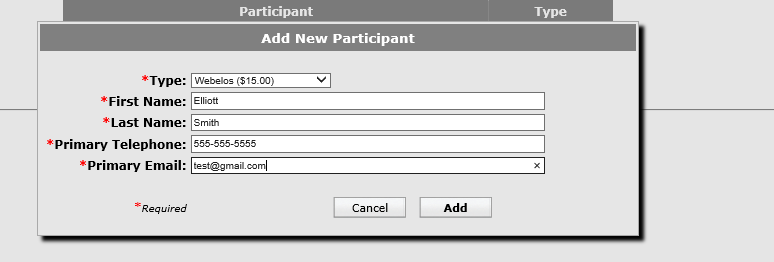 Participant Type
Add New Participant
*Type: Webelos ($15.00)
*First Name: Elliott
*Last Name: Smith
*Primary Telephone: 555-555-5555
*Primary Email: test@gmail.com ×
*Required Cancel Add